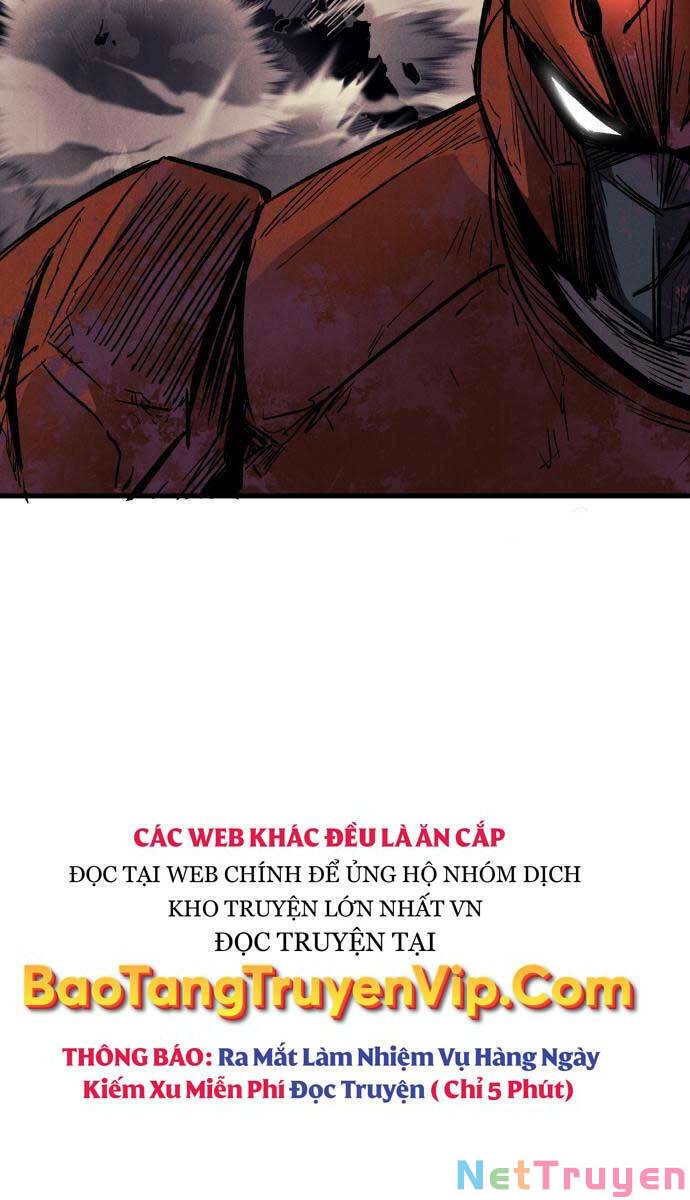 CÁC WEB KHÁC ĐỀU LÀ ĂN CẮP
ĐỌC TẠI WEB CHÍNH ĐỂ ỦNG HỘ NHÓM DỊCH
KHO TRUYỆN LỚN NHẤT VN
ĐỌC TRUYỆN TẠI
BaoTangTruyenVip.Com
THÔNG BÁO: Ra Mắt Làm Nhiệm Vụ Hàng Ngày
Kiếm Xu Miễn Phí Đọc Truyện ( Chỉ 5 Phút)
NetTruyen